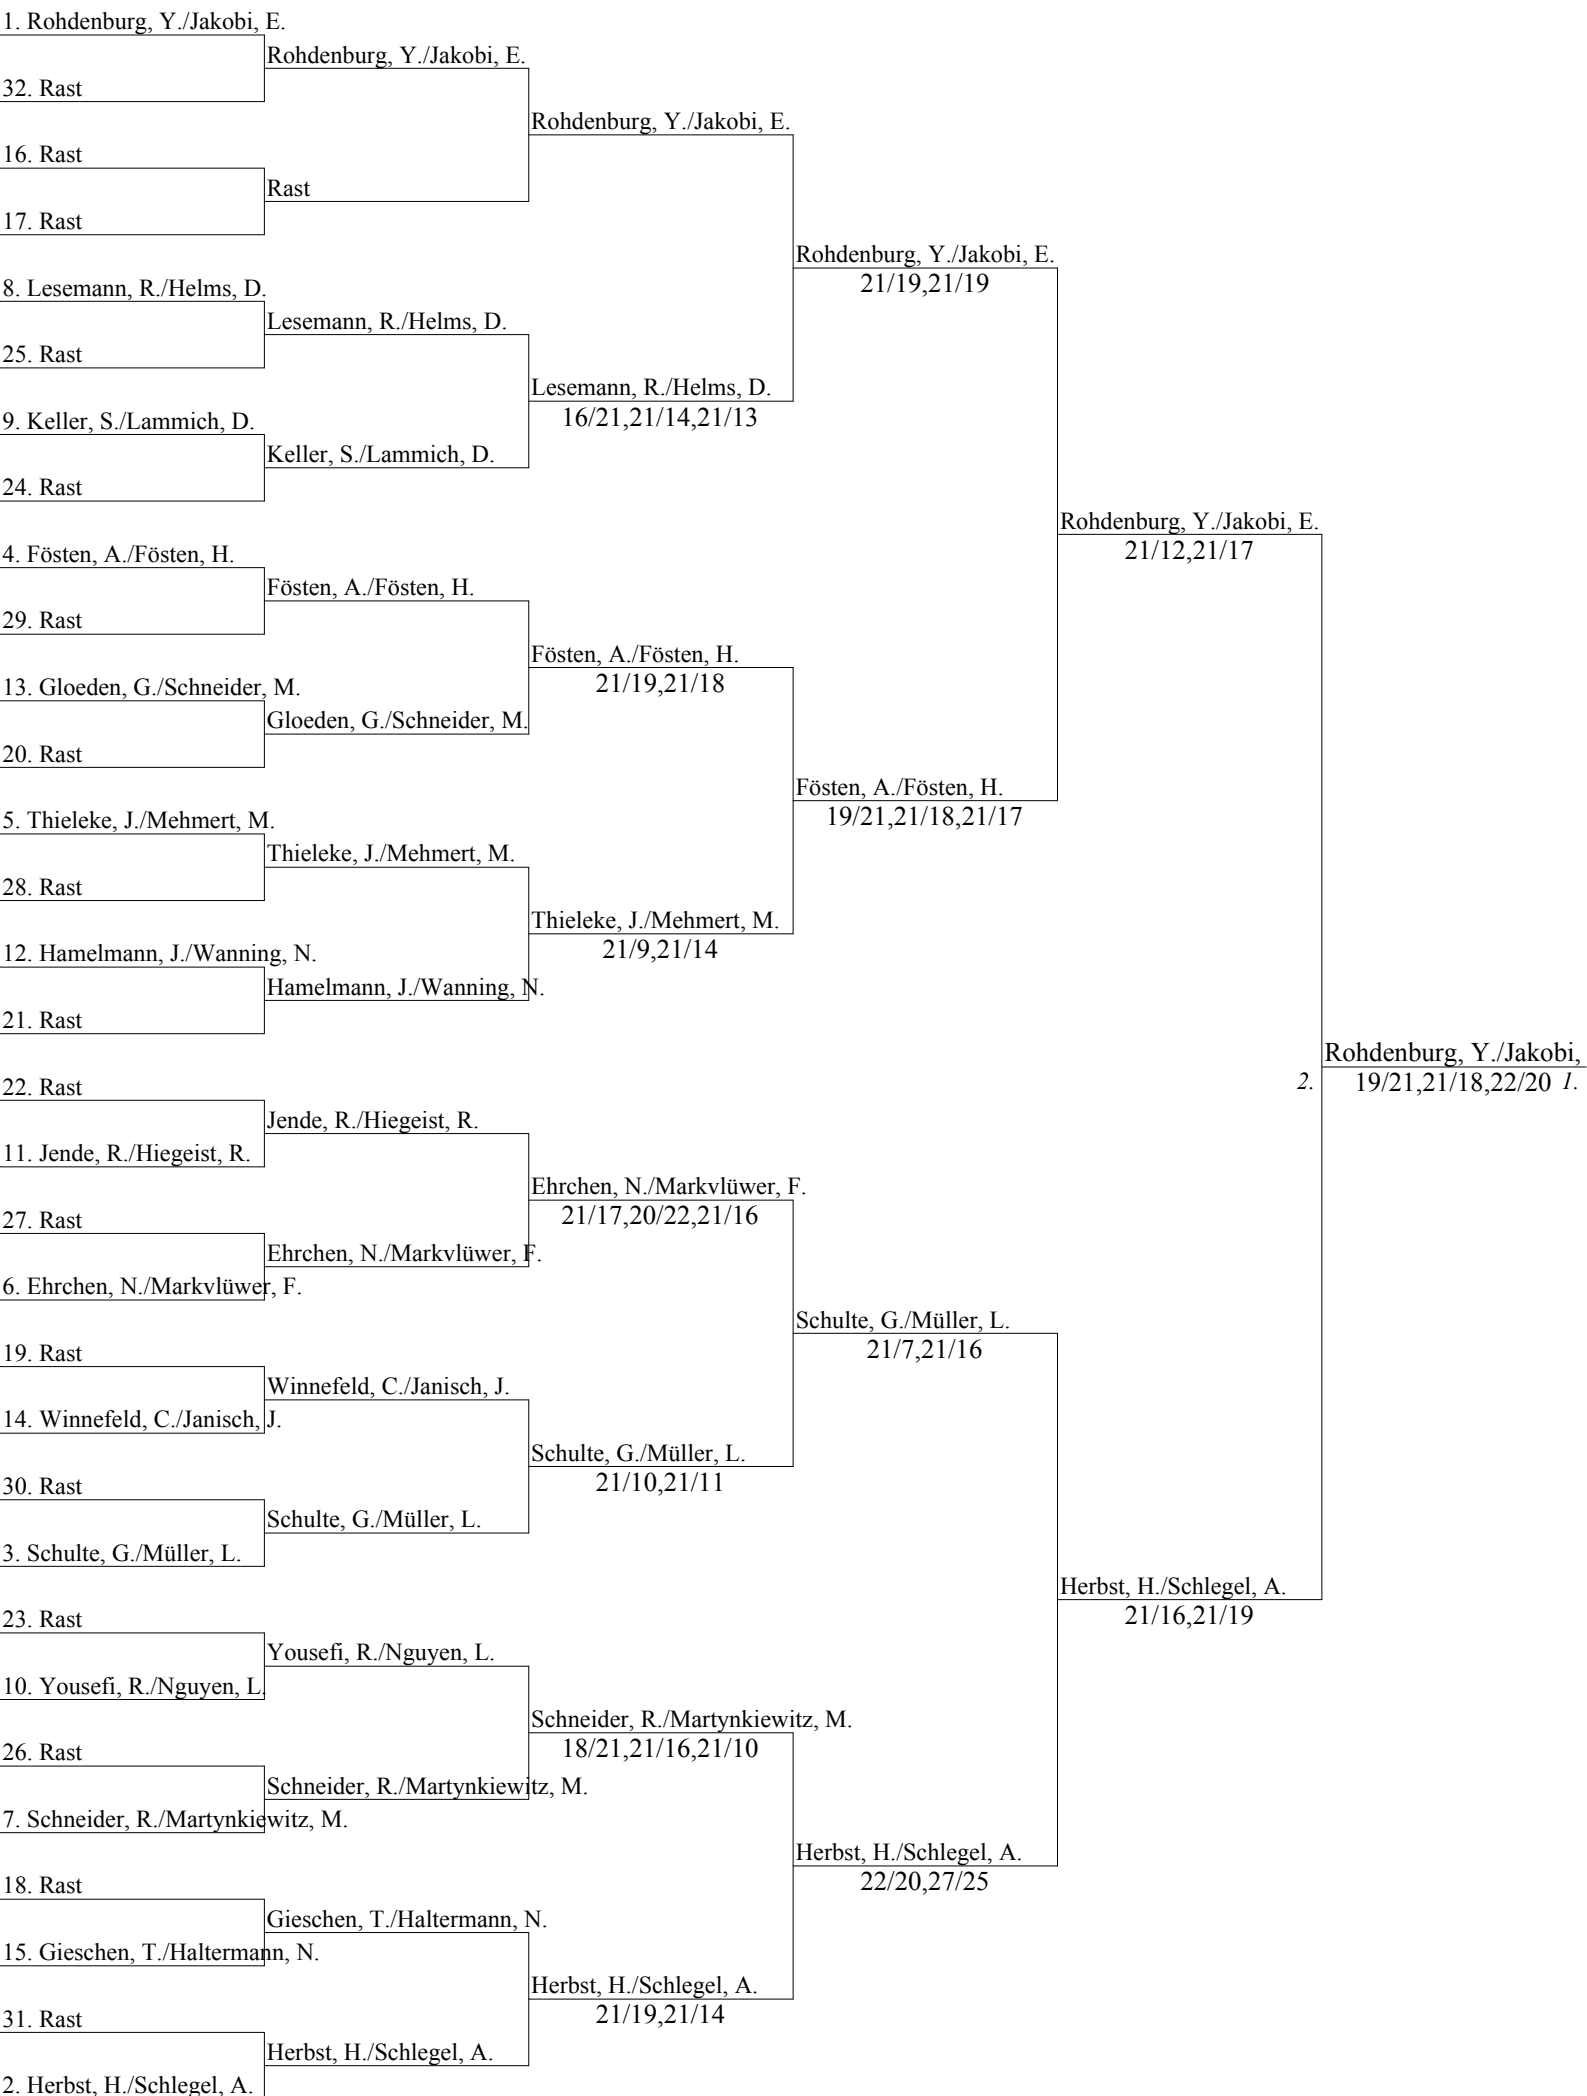 1. Rohdenburg, Y./Jakobi, E.
Rohdenburg, Y./Jakobi, E.
32. Rast
Rohdenburg, Y./Jakobi, E.
16. Rast
Rast
17. Rast
Rohdenburg, Y./Jakobi, E.
21/19,21/19
8. Lesemann, R./Helms, D.
Lesemann, R./Helms, D.
25. Rast
Lesemann, R./Helms, D.
16/21,21/14,21/13
9. Keller, S./Lammich, D.
Keller, S./Lammich, D.
24. Rast
Rohdenburg, Y./Jakobi, E.
21/12,21/17
4. Fösten, A./Fösten, H.
Fösten, A./Fösten, H.
29. Rast
Fösten, A./Fösten, H.
21/19,21/18
13. Gloeden, G./Schneider, M.
Gloeden, G./Schneider, M.
20. Rast
Fösten, A./Fösten, H.
19/21,21/18,21/17
5. Thieleke, J./Mehmert, M.
Thieleke, J./Mehmert, M.
28. Rast
Thieleke, J./Mehmert, M.
21/9,21/14
12. Hamelmann, J./Wanning, N.
Hamelmann, J./Wanning, N.
21. Rast
Rohdenburg, Y./Jakobi,
2. 19/21,21/18,22/20 1.
22. Rast
Jende, R./Hiegeist, R.
11. Jende, R./Hiegeist, R.
Ehrchen, N./Markvlüwer, F.
21/17,20/22,21/16
27. Rast
Ehrchen, N./Markvlüwer, F.
6. Ehrchen, N./Markvlüwer, F.
Schulte, G./Müller, L.
21/7,21/16
19. Rast
Winnefeld, C./Janisch, J.
14. Winnefeld, C./Janisch, J.
Schulte, G./Müller, L.
21/10,21/11
30. Rast
Schulte, G./Müller, L.
3. Schulte, G./Müller, L.
Herbst, H./Schlegel, A.
21/16,21/19
23. Rast
Yousefi, R./Nguyen, L.
10. Yousefi, R./Nguyen, L.
Schneider, R./Martynkiewitz, M.
18/21,21/16,21/10
26. Rast
Schneider, R./Martynkiewitz, M.
7. Schneider, R./Martynkiewitz, M.
Herbst, H./Schlegel, A.
22/20,27/25
18. Rast
Gieschen, T./Haltermann, N.
15. Gieschen, T./Haltermann, N.
Herbst, H./Schlegel, A.
21/19,21/14
31. Rast
Herbst, H./Schlegel, A.
2. Herbst, H./Schlegel, A.